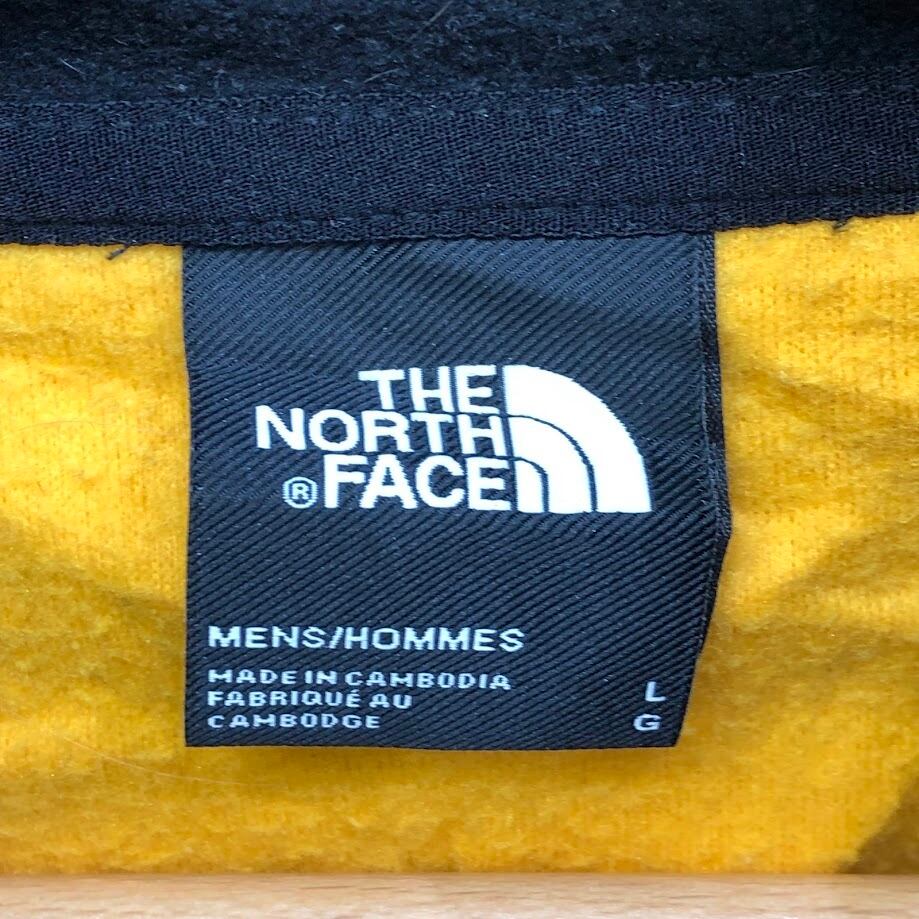 THE
NORTH
® FACE
MENS/HOMMES
MADE IN CAMBODIA
FABRIQUÉ AU
CAMBODGE
L
G